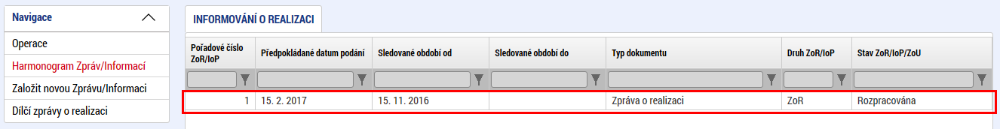 Navigace
Operace
Harmonogram Zpráv/Informací
Založit novou Zprávu/Informaci
Dílčí zprávy o realizaci
INFORMOVÁNÍ O REALIZACI
Pořadové číslo ZoR/IoP Předpokládané datum podání Sledované období od Sledované období do Typ dokumentu Druh ZoR/IoP Stav ZoR/IoP/ZoU
1 15. 2. 2017 15. 11. 2016 Zpráva o realizaci ZoR Rozpracována